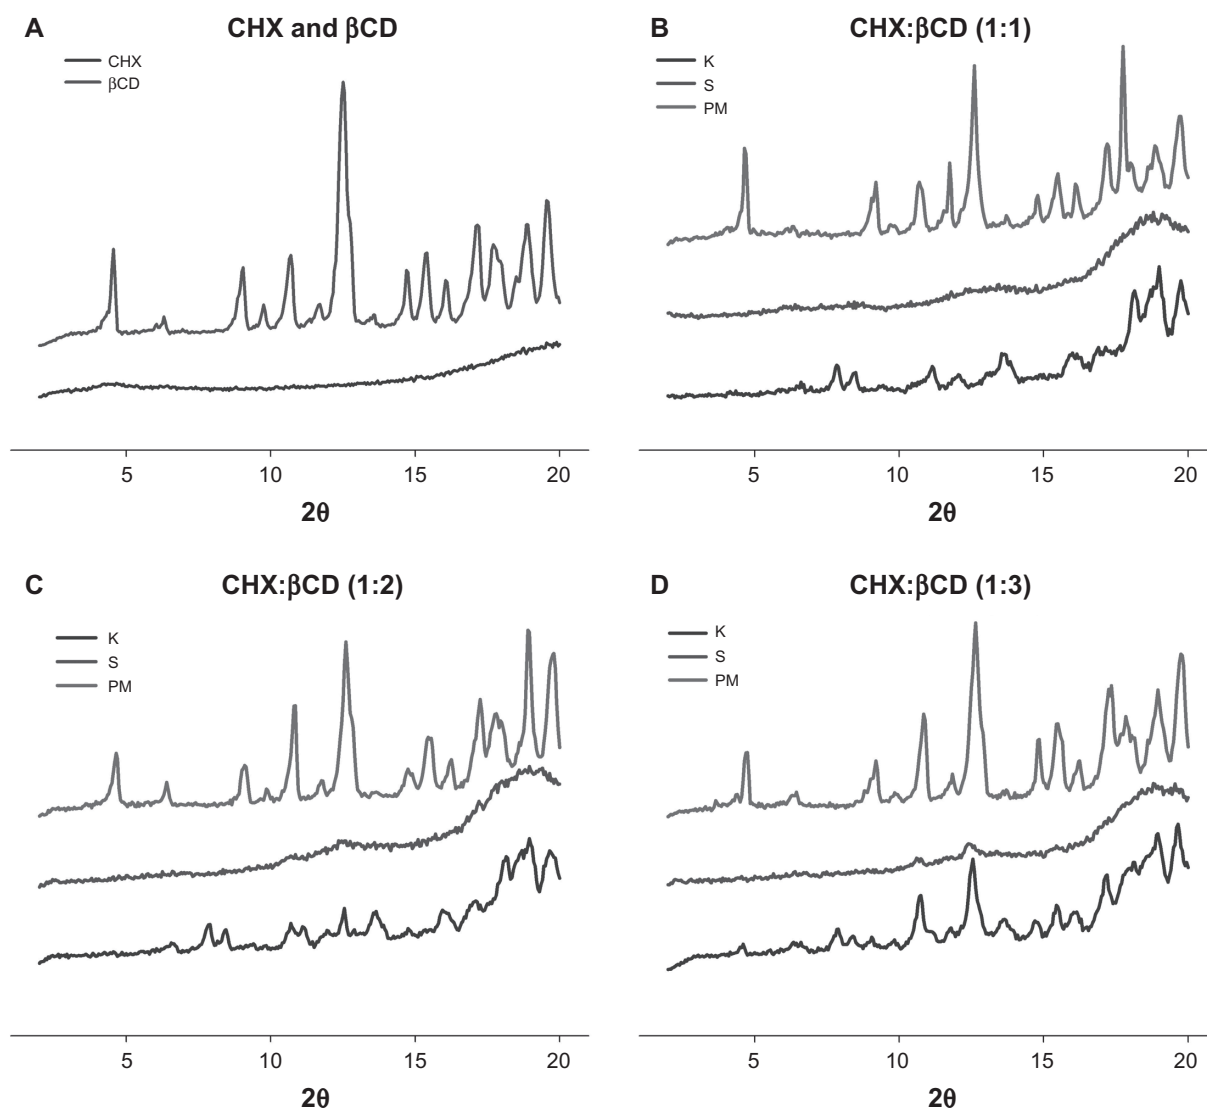 A
CHX and βCD
CHX
βCD
5 10 15 20
2θ
B
CHX:βCD (1:1)
K
S
PM
5 10 15 20
2θ
C
CHX:βCD (1:2)
K
S
PM
5 10 15 20
2θ
D
CHX:βCD (1:3)
K
S
PM
5 10 15 20
2θ